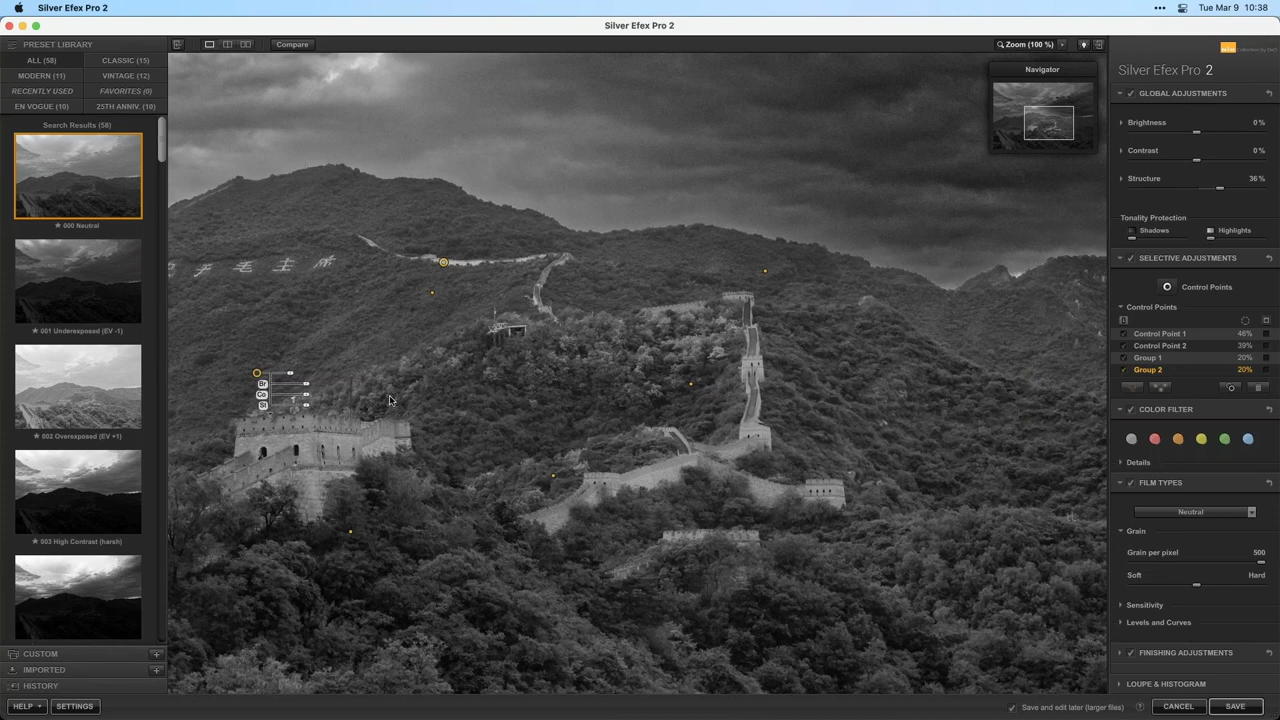 Silver Efex Pro 2
Tue Mar 9 10:38
Silver Efex Pro 2
PRESET LIBRARY
Compare
Zoom (100 %)
ALL (58)
CLASSIC (15)
MODERN (11)
VINTAGE (12)
RECENTLY USED
FAVORITES (0)
EN VOGUE (10)
25TH ANNIV. (10)
Search Results (58)
★ 000 Neutral
★ 001 Underexposed (EV -1)
★ 002 Overexposed (EV +1)
★ 003 High Contrast (harsh)
CUSTOM
IMPORTED
HISTORY
HELP
SETTINGS
Navigator
毛主席
Br
Co
St
Silver Efex Pro 2
GLOBAL ADJUSTMENTS
Brightness 0 %
Contrast 0 %
Structure 36 %
Tonality Protection
Shadows
Highlights
SELECTIVE ADJUSTMENTS
Control Points
Control Points
Control Point 1 46%
Control Point 2 39%
Group 1 20%
Group 2 20%
COLOR FILTER
Details
FILM TYPES
Neutral
Grain
Grain per pixel 500
Soft Hard
Sensitivity
Levels and Curves
FINISHING ADJUSTMENTS
LOUPE & HISTOGRAM
Save and edit later (larger files)
?
CANCEL
SAVE